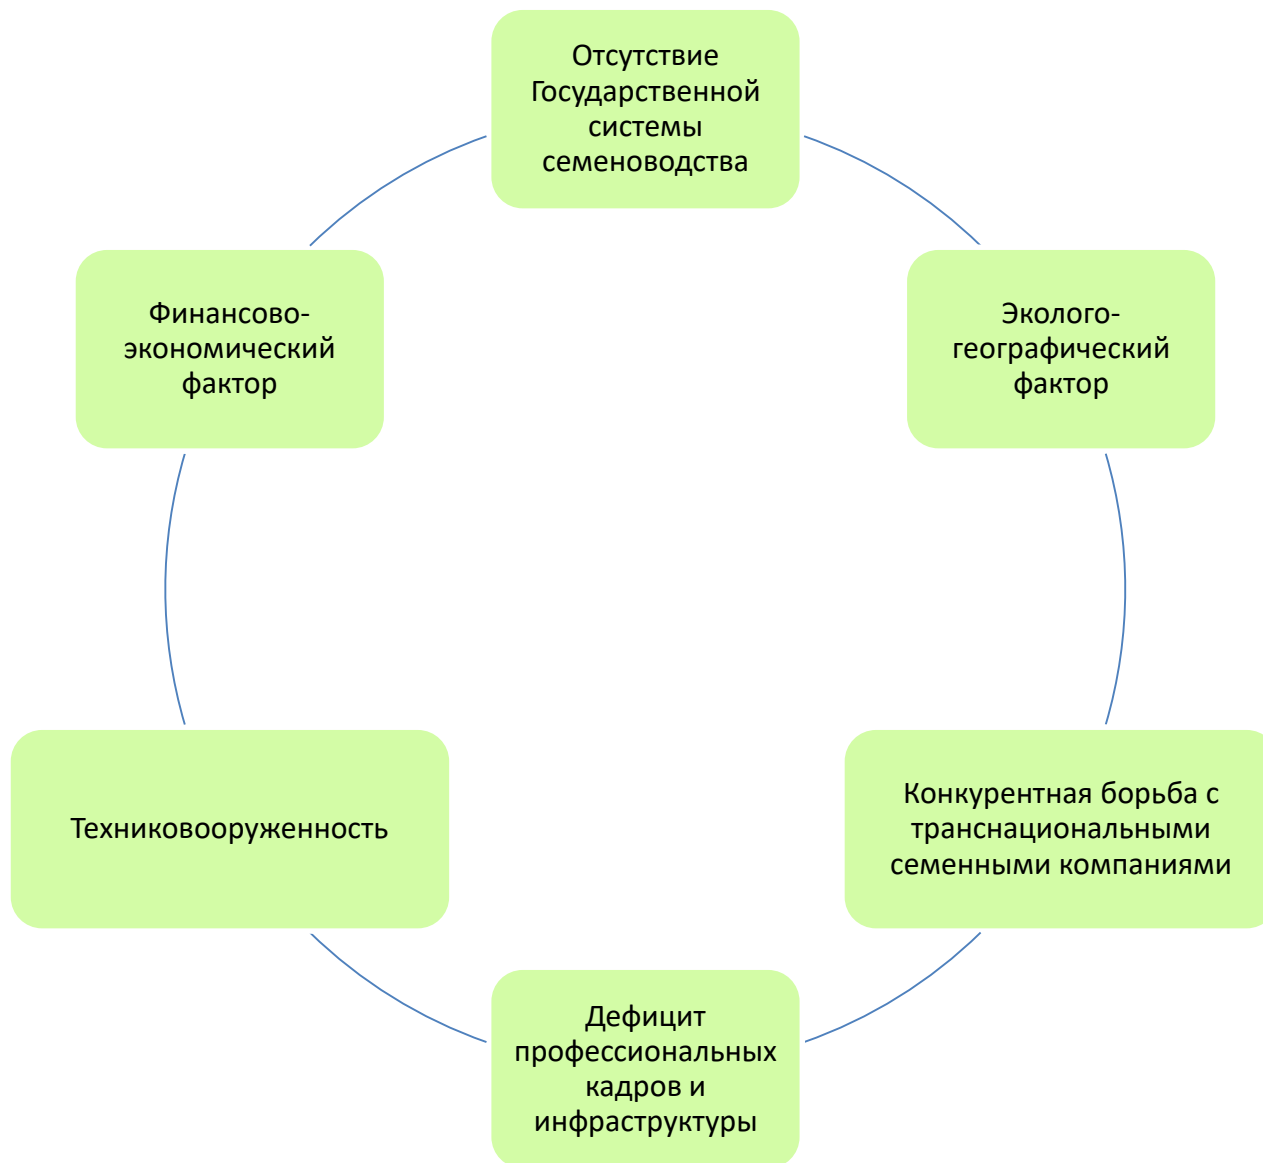 Отсутствие
Государственной
системы
семеноводства
Финансово-
экономический
фактор
Эколого-
географический
фактор
Техниковооруженность
Конкурентная борьба с
транснациональными
семенными компаниями
Дефицит
профессиональных
кадров и
инфраструктуры